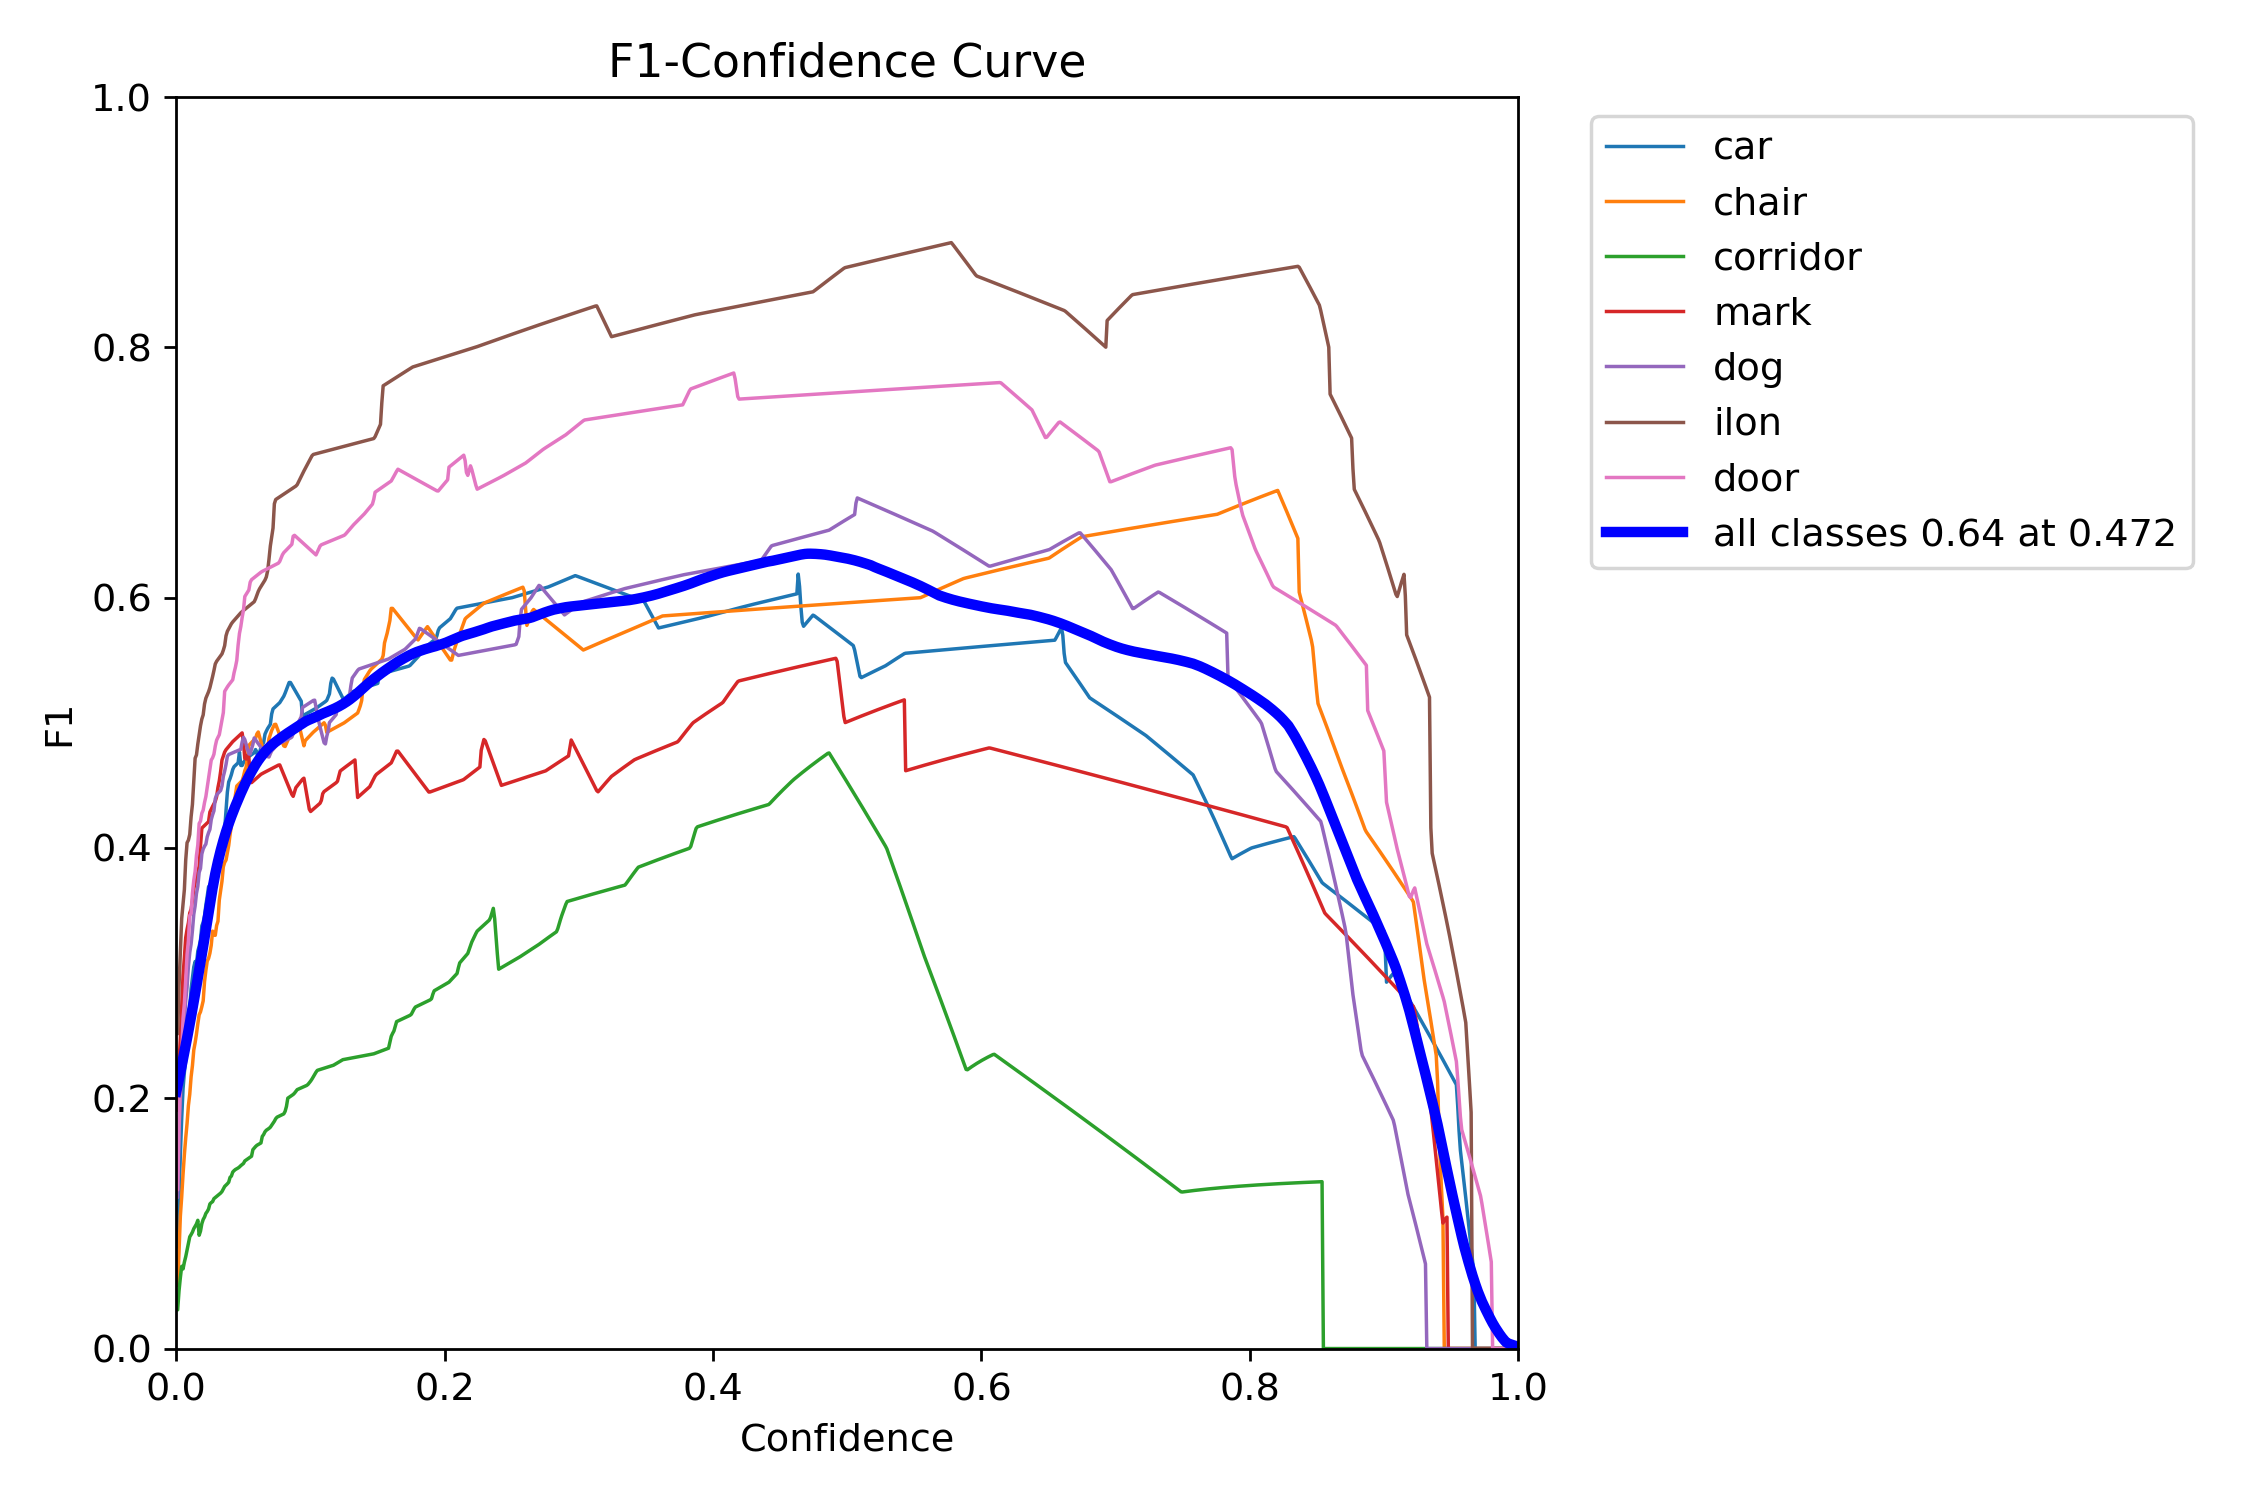 F1-Confidence Curve
1.0
0.8
0.6
0.4
0.2
0.0
F1
0.0 0.2 0.4 0.6 0.8 1.0
Confidence
car
chair
corridor
mark
dog
ilon
door
all classes 0.64 at 0.472